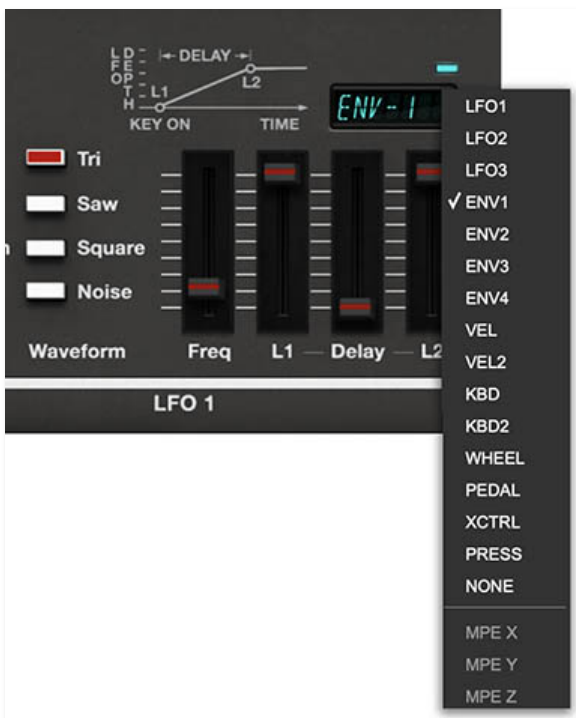 LFO DEPTH
DELAY
L1
L2
KEY ON
TIME
ENV-1
Tri
Saw
Square
Noise
Waveform
Freq
L1
Delay
L2
LFO 1
LFO1
LFO2
LFO3
✓ ENV1
ENV2
ENV3
ENV4
VEL
VEL2
KBD
KBD2
WHEEL
PEDAL
XCTRL
PRESS
NONE
MPE X
MPE Y
MPE Z